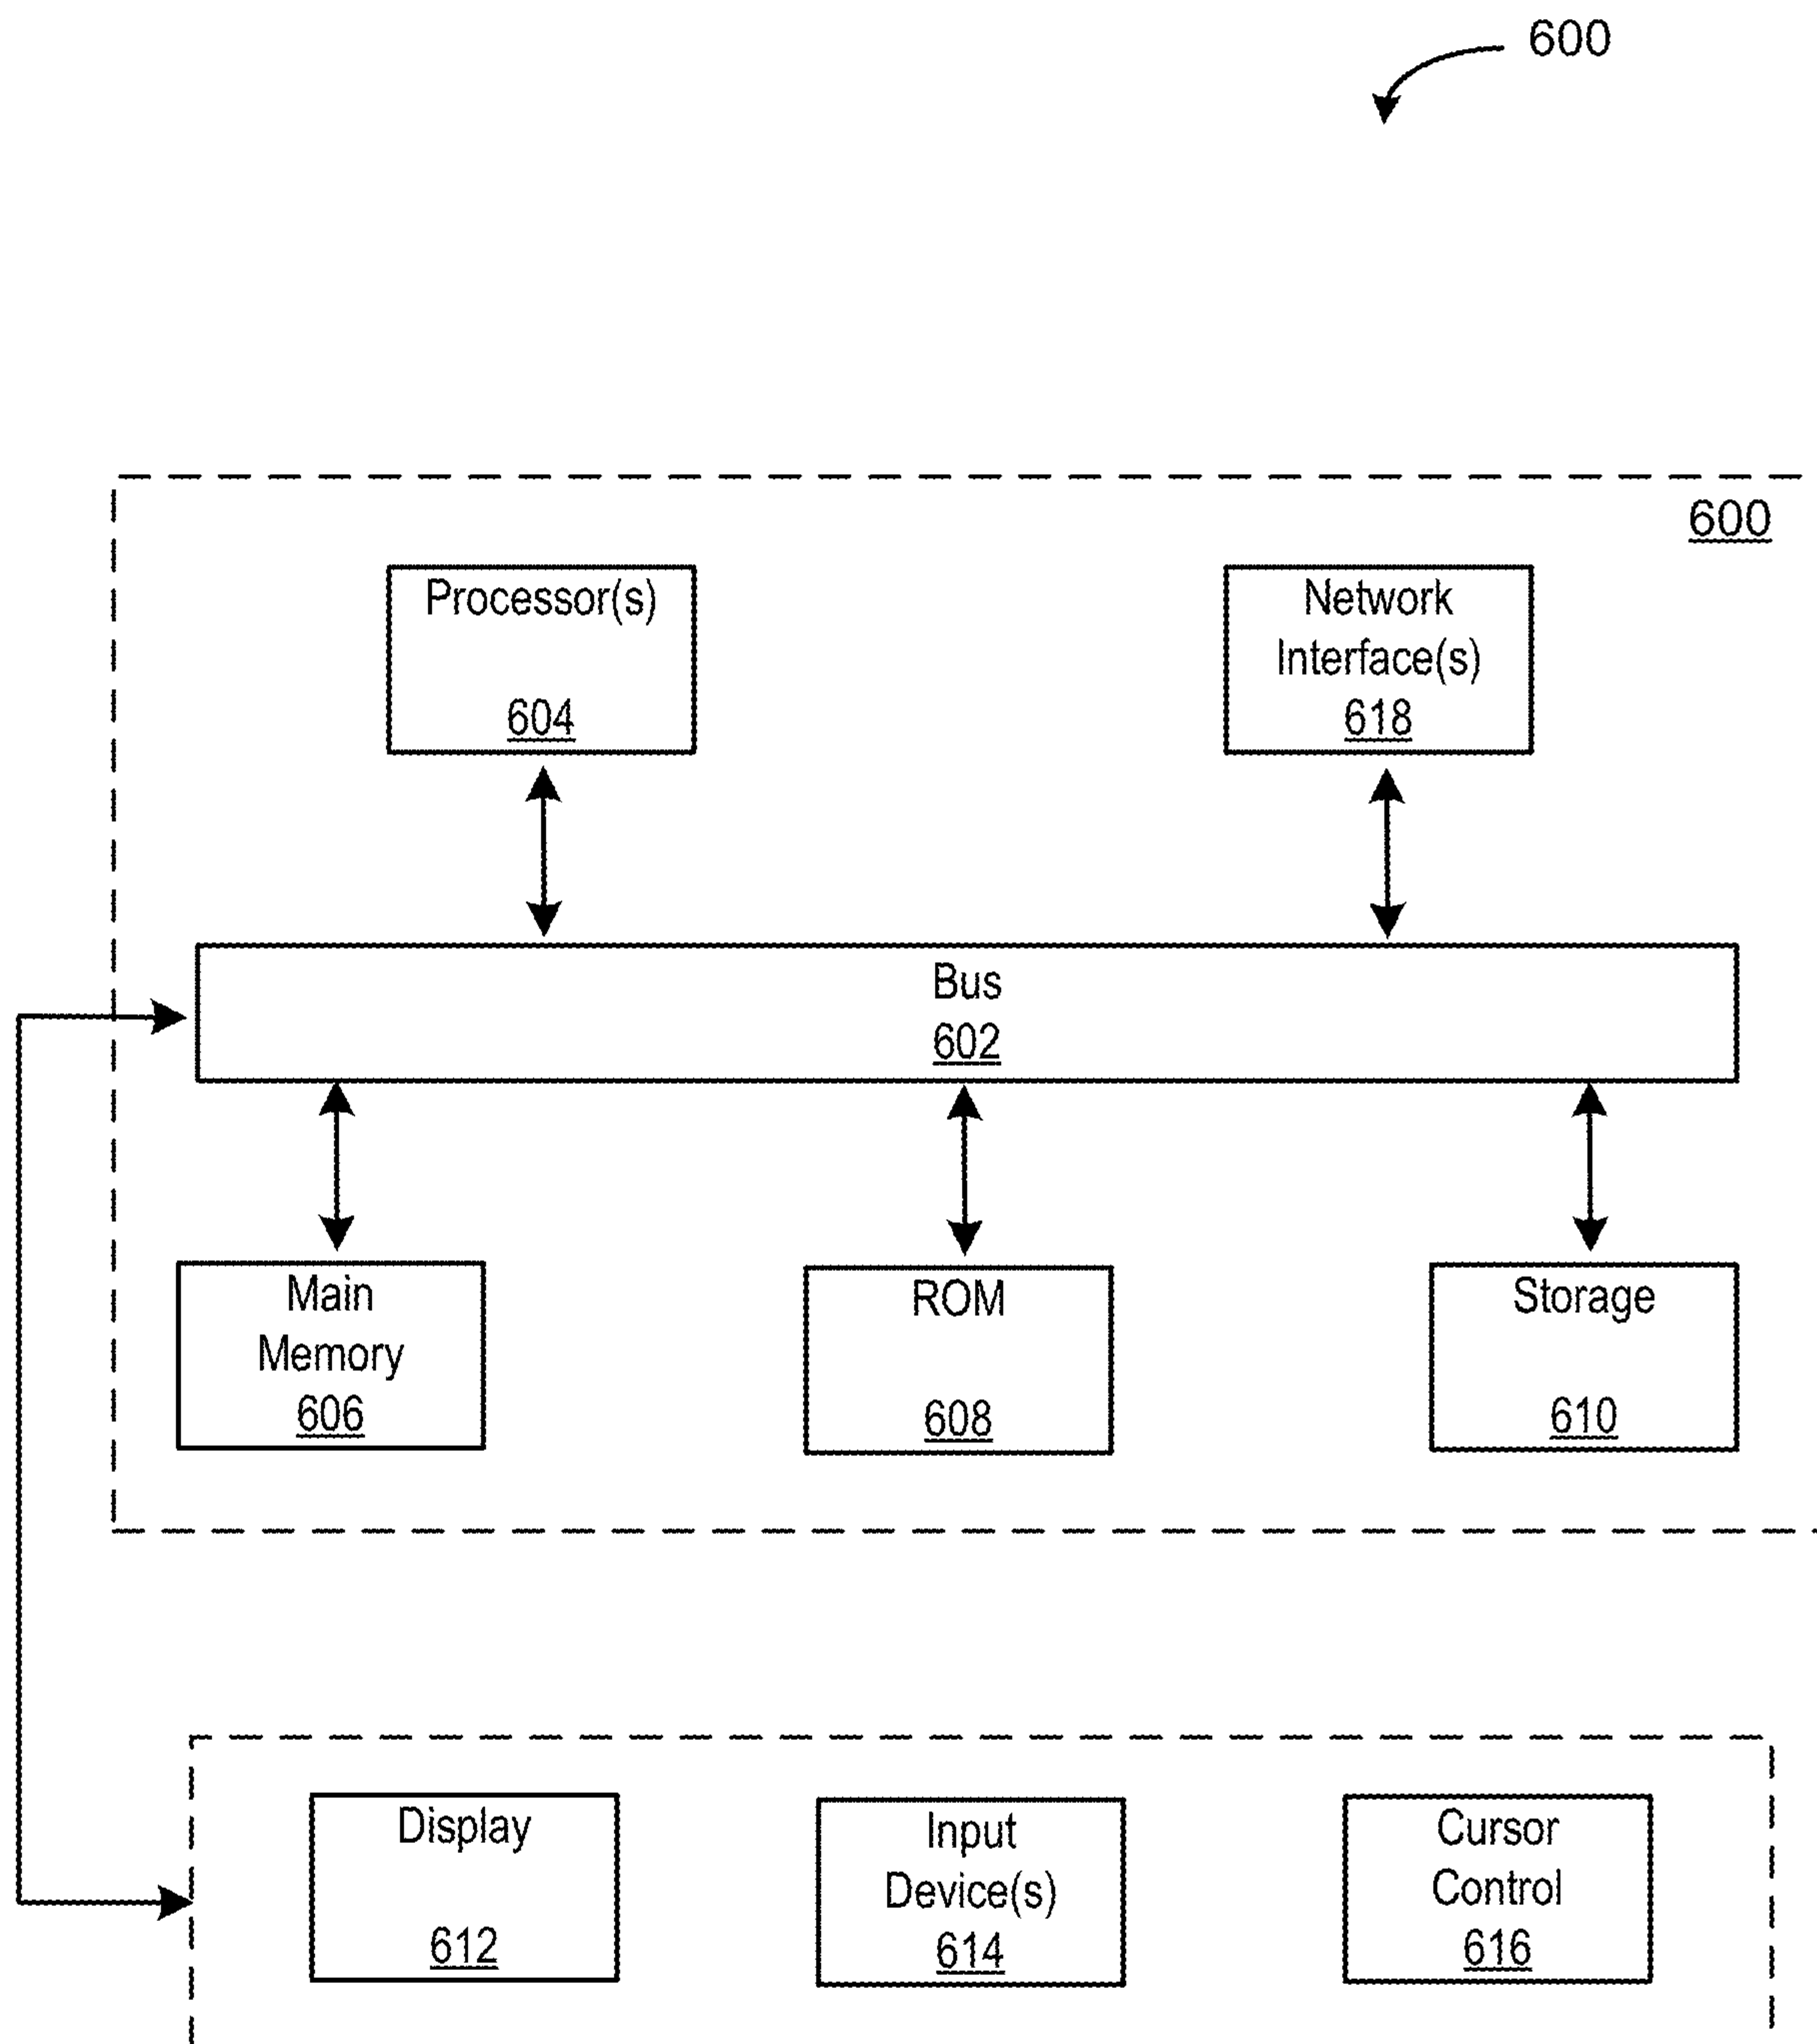 600
600
Processor(s)
604
Network
Interface(s)
618
Bus
602
Main
Memory
606
ROM
608
Storage
610
Display
612
Input
Device(s)
614
Cursor
Control
616